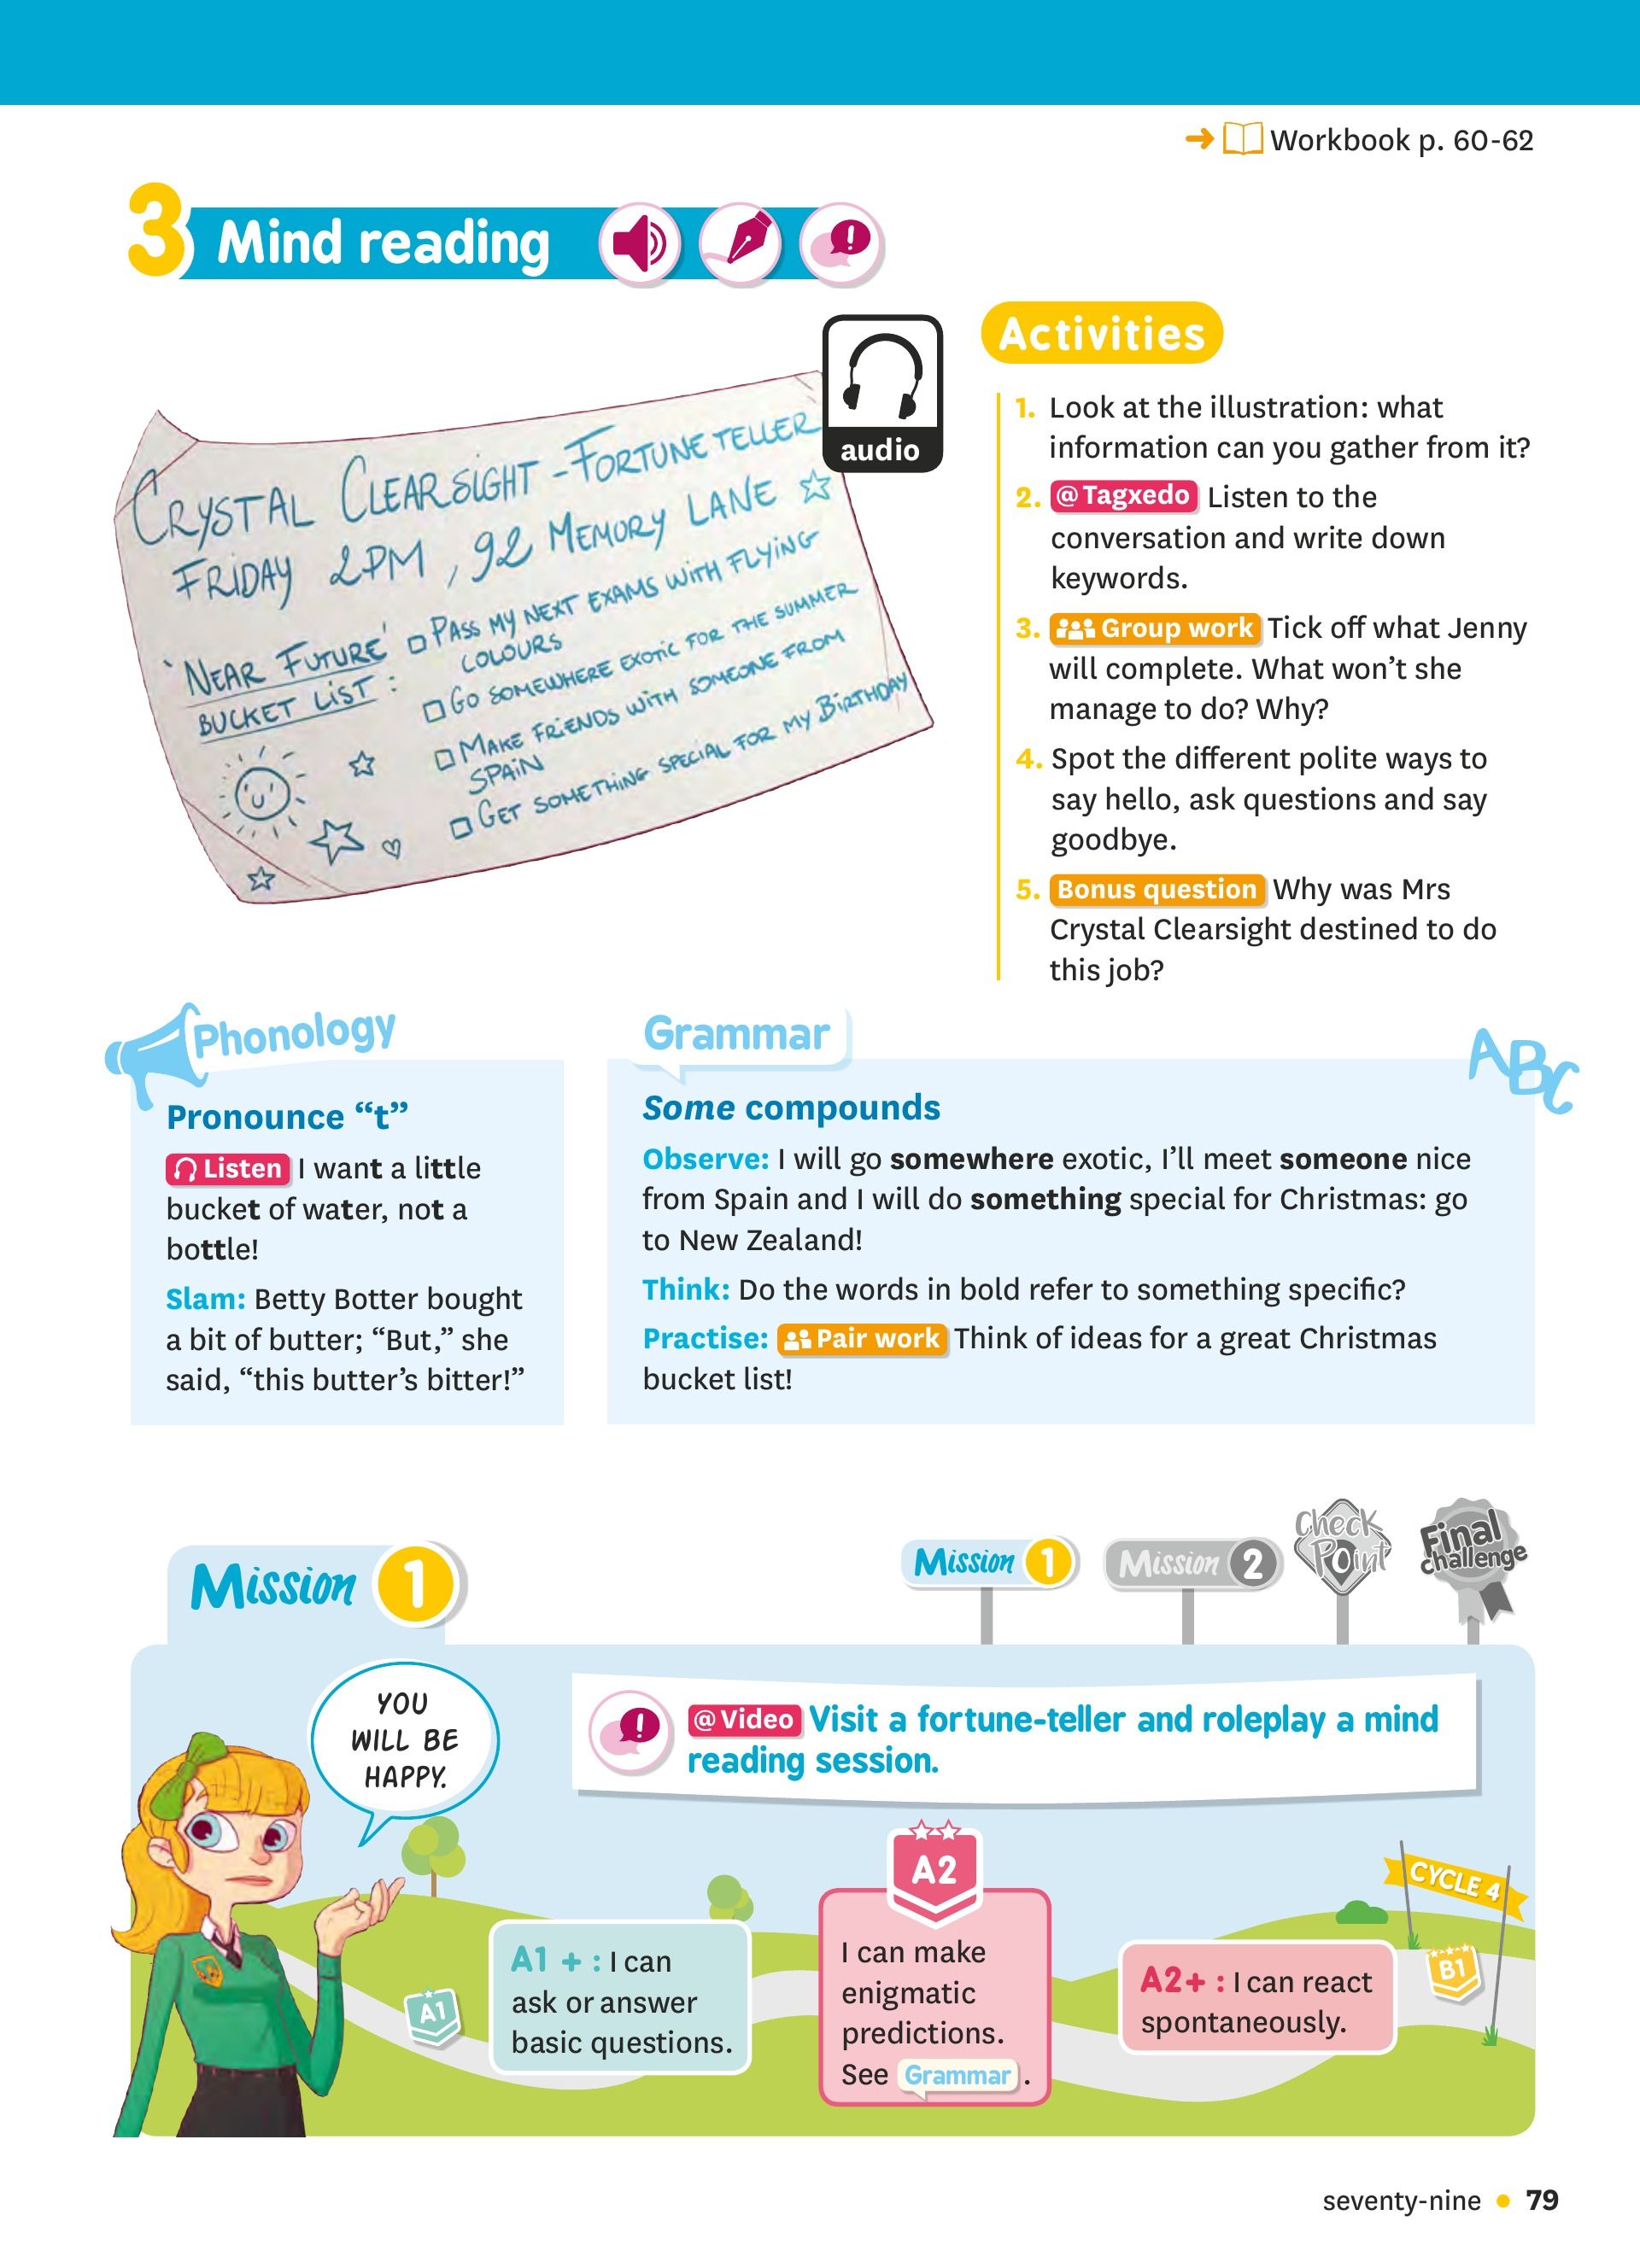 Workbook p. 60-62
3 Mind reading
audio
CRYSTAL CLEARSIGHT - FORTUNE TELLER
FRIDAY 2PM, 92 MEMORY LANE
'NEAR FUTURE'
BUCKET LIST :
PASS MY NEXT EXAMS WITH FLYING
COLOURS
GO SOMEWHERE EXOTIC FOR THE SUMMER
MAKE FRIENDS WITH SOMEONE FROM
SPAIN
GET SOMETHING SPECIAL FOR MY BIRTHDAY
Activities
1. Look at the illustration: what
information can you gather from it?
2. @Tagxedo Listen to the
conversation and write down
keywords.
3. Group work Tick off what Jenny
will complete. What won't she
manage to do? Why?
4. Spot the different polite ways to
say hello, ask questions and say
goodbye.
5. Bonus question Why was Mrs
Crystal Clearsight destined to do
this job?
Phonology
Pronounce “t”
Listen I want a little
bucket of water, not a
bottle!
Slam: Betty Botter bought
a bit of butter; “But,” she
said, “this butter’s bitter!”
Grammar
ABC
Some compounds
Observe: I will go somewhere exotic, I’ll meet someone nice
from Spain and I will do something special for Christmas: go
to New Zealand!
Think: Do the words in bold refer to something specific?
Practise: Pair work Think of ideas for a great Christmas
bucket list!
Mission 1
Mission 1
Mission 2
Check
Point
Final
challenge
YOU
WILL BE
HAPPY.
@Video Visit a fortune-teller and roleplay a mind
reading session.
A1
A1 + : I can
ask or answer
basic questions.
A2
I can make
enigmatic
predictions.
See Grammar.
A2+ : I can react
spontaneously.
CYCLE 4
B1
seventy-nine • 79